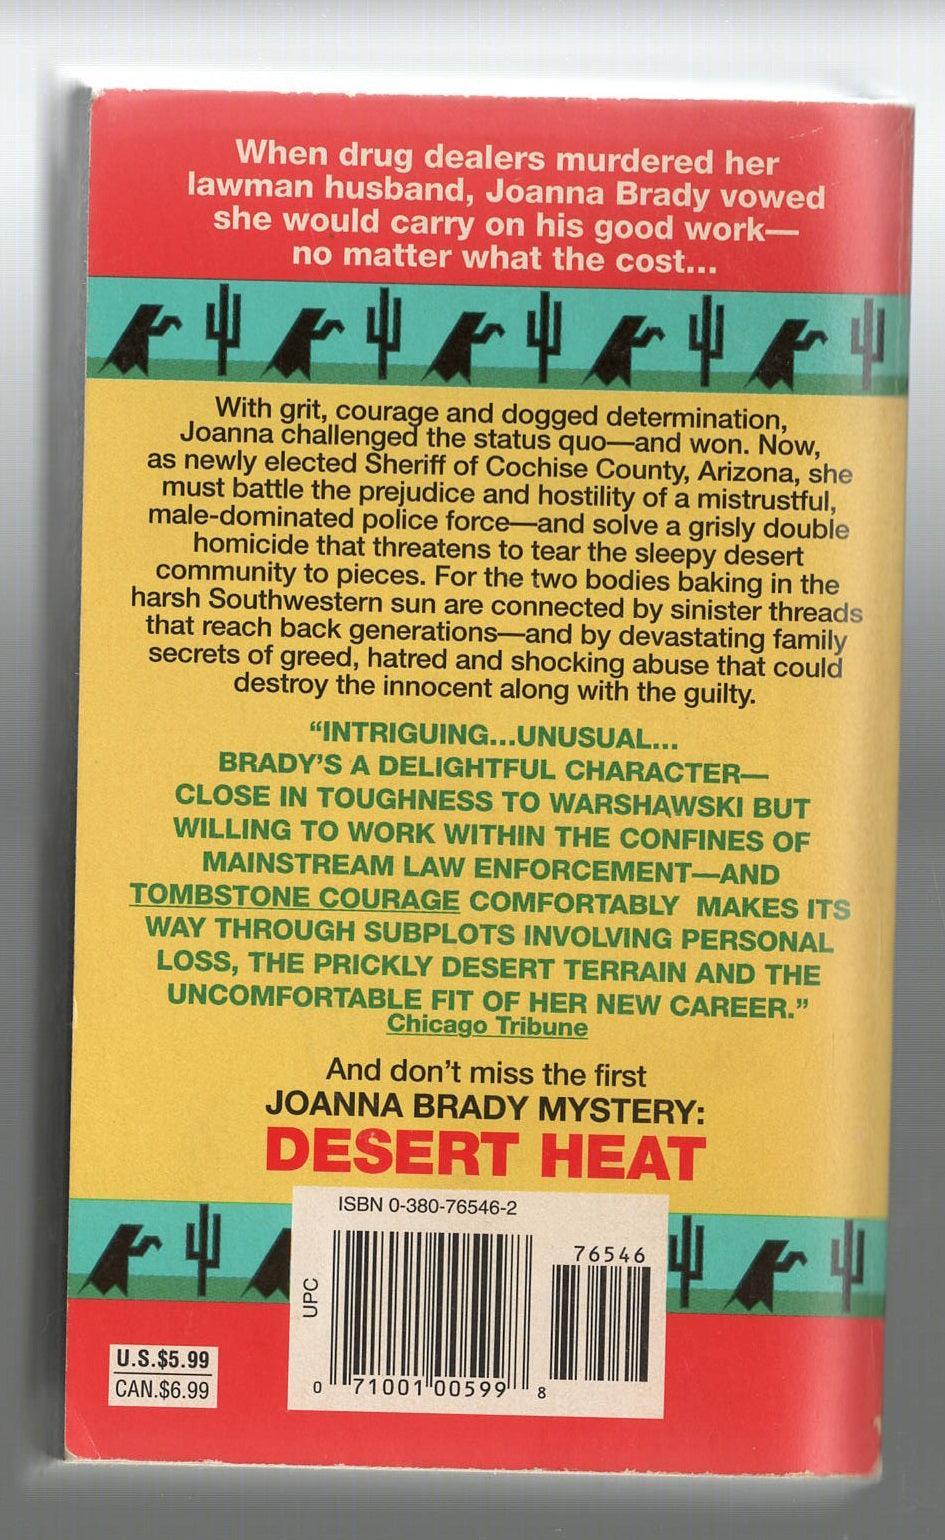 When drug dealers murdered her
lawman husband, Joanna Brady vowed
she would carry on his good work—
no matter what the cost...
With grit, courage and dogged determination,
Joanna challenged the status quo—and won. Now,
as newly elected Sheriff of Cochise County, Arizona, she
must battle the prejudice and hostility of a mistrustful,
male-dominated police force—and solve a grisly double
homicide that threatens to tear the sleepy desert
community to pieces. For the two bodies baking in the
harsh Southwestern sun are connected by sinister threads
that reach back generations—and by devastating family
secrets of greed, hatred and shocking abuse that could
destroy the innocent along with the guilty.
“INTRIGUING...UNUSUAL...
BRADY’S A DELIGHTFUL CHARACTER—
CLOSE IN TOUGHNESS TO WARSHAWSKI BUT
WILLING TO WORK WITHIN THE CONFINES OF
MAINSTREAM LAW ENFORCEMENT—AND
TOMBSTONE COURAGE COMFORTABLY MAKES ITS
WAY THROUGH SUBPLOTS INVOLVING PERSONAL
LOSS, THE PRICKLY DESERT TERRAIN AND THE
UNCOMFORTABLE FIT OF HER NEW CAREER.”
Chicago Tribune
And don’t miss the first
JOANNA BRADY MYSTERY:
DESERT HEAT
ISBN 0-380-76546-2
76546
UPC
0 71001 00599 8
U.S.$5.99
CAN.$6.99